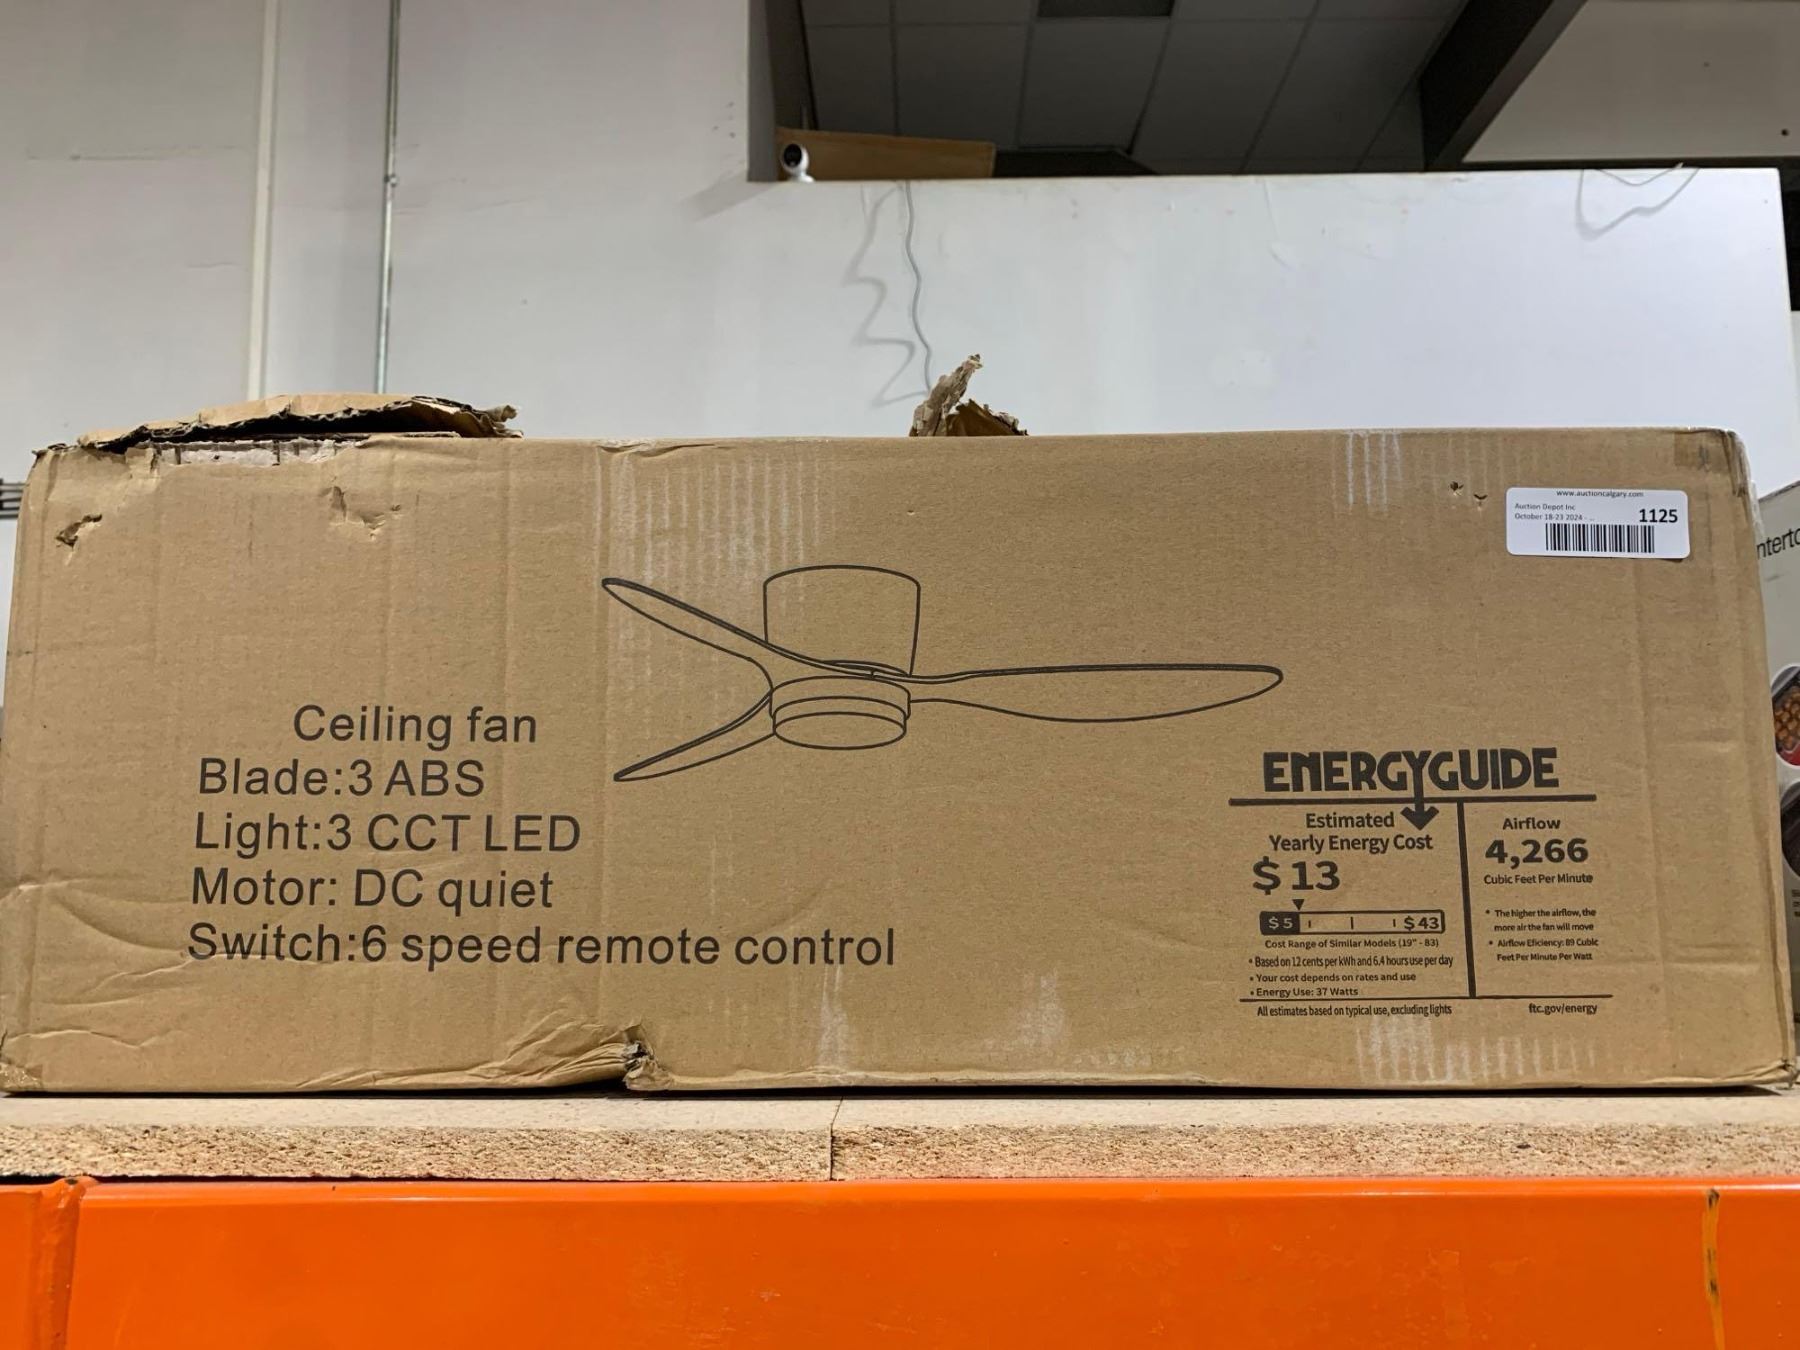 www.auctioncalgary.com
Auction Depot Inc
October 18-23 2024 - ...
1125
Ceiling fan
Blade:3 ABS
Light:3 CCT LED
Motor: DC quiet
Switch:6 speed remote control
ENERGYGUIDE
Estimated
Yearly Energy Cost
$ 13
$5 $43
Cost Range of Similar Models (19" - 83)
• Based on 12 cents per kWh and 6.4 hours use per day
• Your cost depends on rates and use
• Energy Use: 37 Watts
All estimates based on typical use, excluding lights
Airflow
4,266
Cubic Feet Per Minute
* The higher the airflow, the
more air the fan will move
• Airflow Eficiency: 89 Cubic
Feet Per Minute Per Watt
ftc.gov/energy